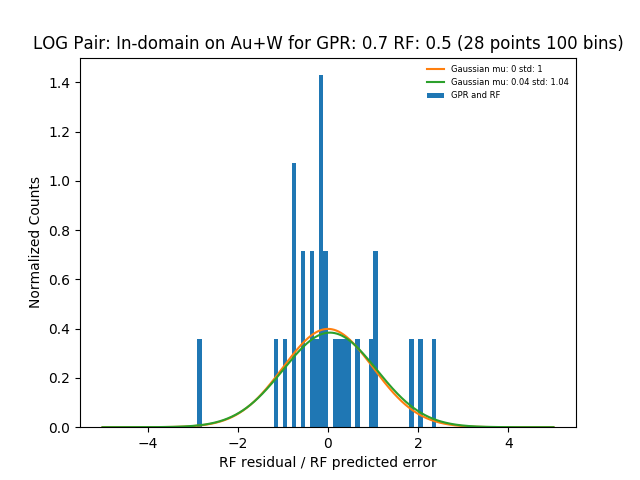 LOG Pair: In-domain on Au+W for GPR: 0.7 RF: 0.5 (28 points 100 bins)
Gaussian mu: 0 std: 1
Gaussian mu: 0.04 std: 1.04
GPR and RF
Normalized Counts
1.4
1.2
1.0
0.8
0.6
0.4
0.2
0.0
−4 −2 0 2 4
RF residual / RF predicted error